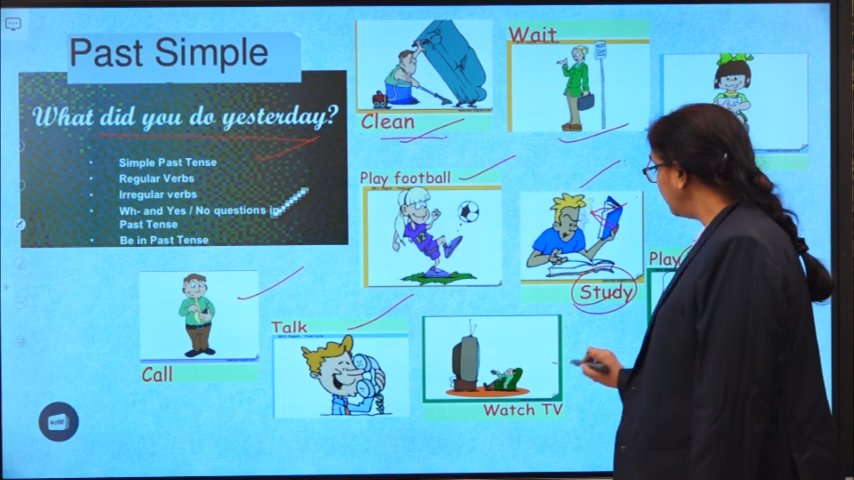 Past Simple
What did you do yesterday?
• Simple Past Tense
• Regular Verbs
• Irregular verbs
• Wh- and Yes / No questions in
Past Tense
• Be in Past Tense
Clean
Wait
Play football
Study
Play
Call
Talk
Watch TV